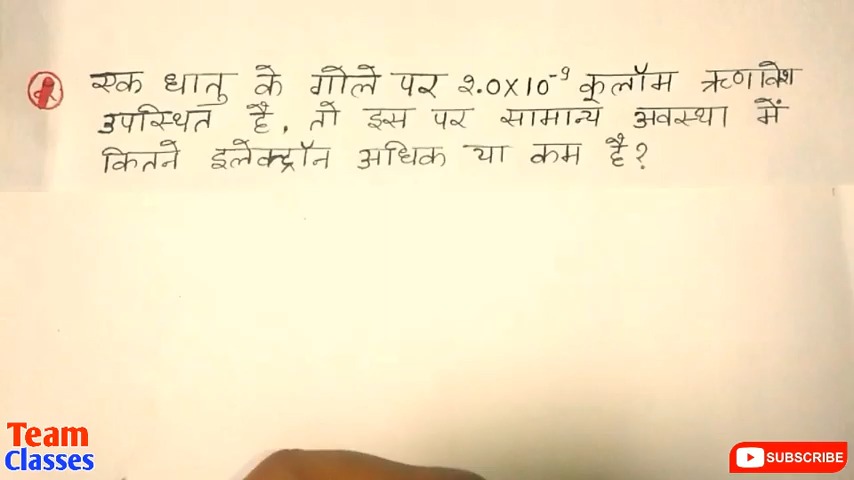 एक धातु के गोले पर 2.0×10⁻⁹ कूलॉम ऋणावेश
उपस्थित है, तो इस पर सामान्य अवस्था में
कितने इलेक्ट्रॉन अधिक या कम है?
Team
Classes
SUBSCRIBE